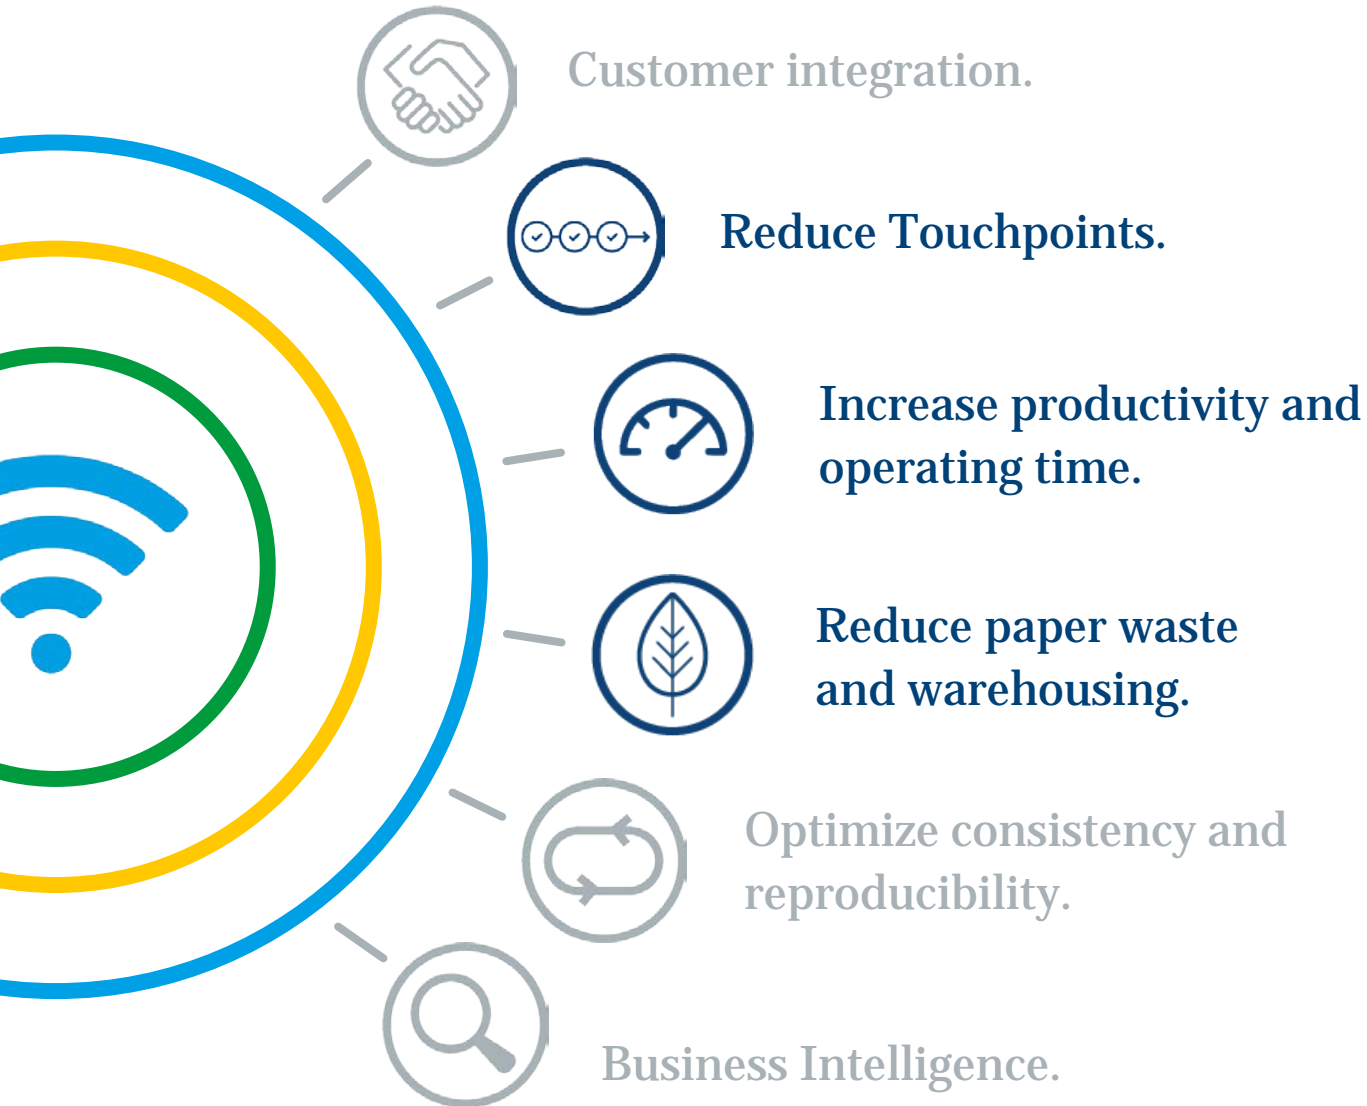 Customer integration.
Reduce Touchpoints.
Increase productivity and
operating time.
Reduce paper waste
and warehousing.
Optimize consistency and
reproducibility.
Business Intelligence.